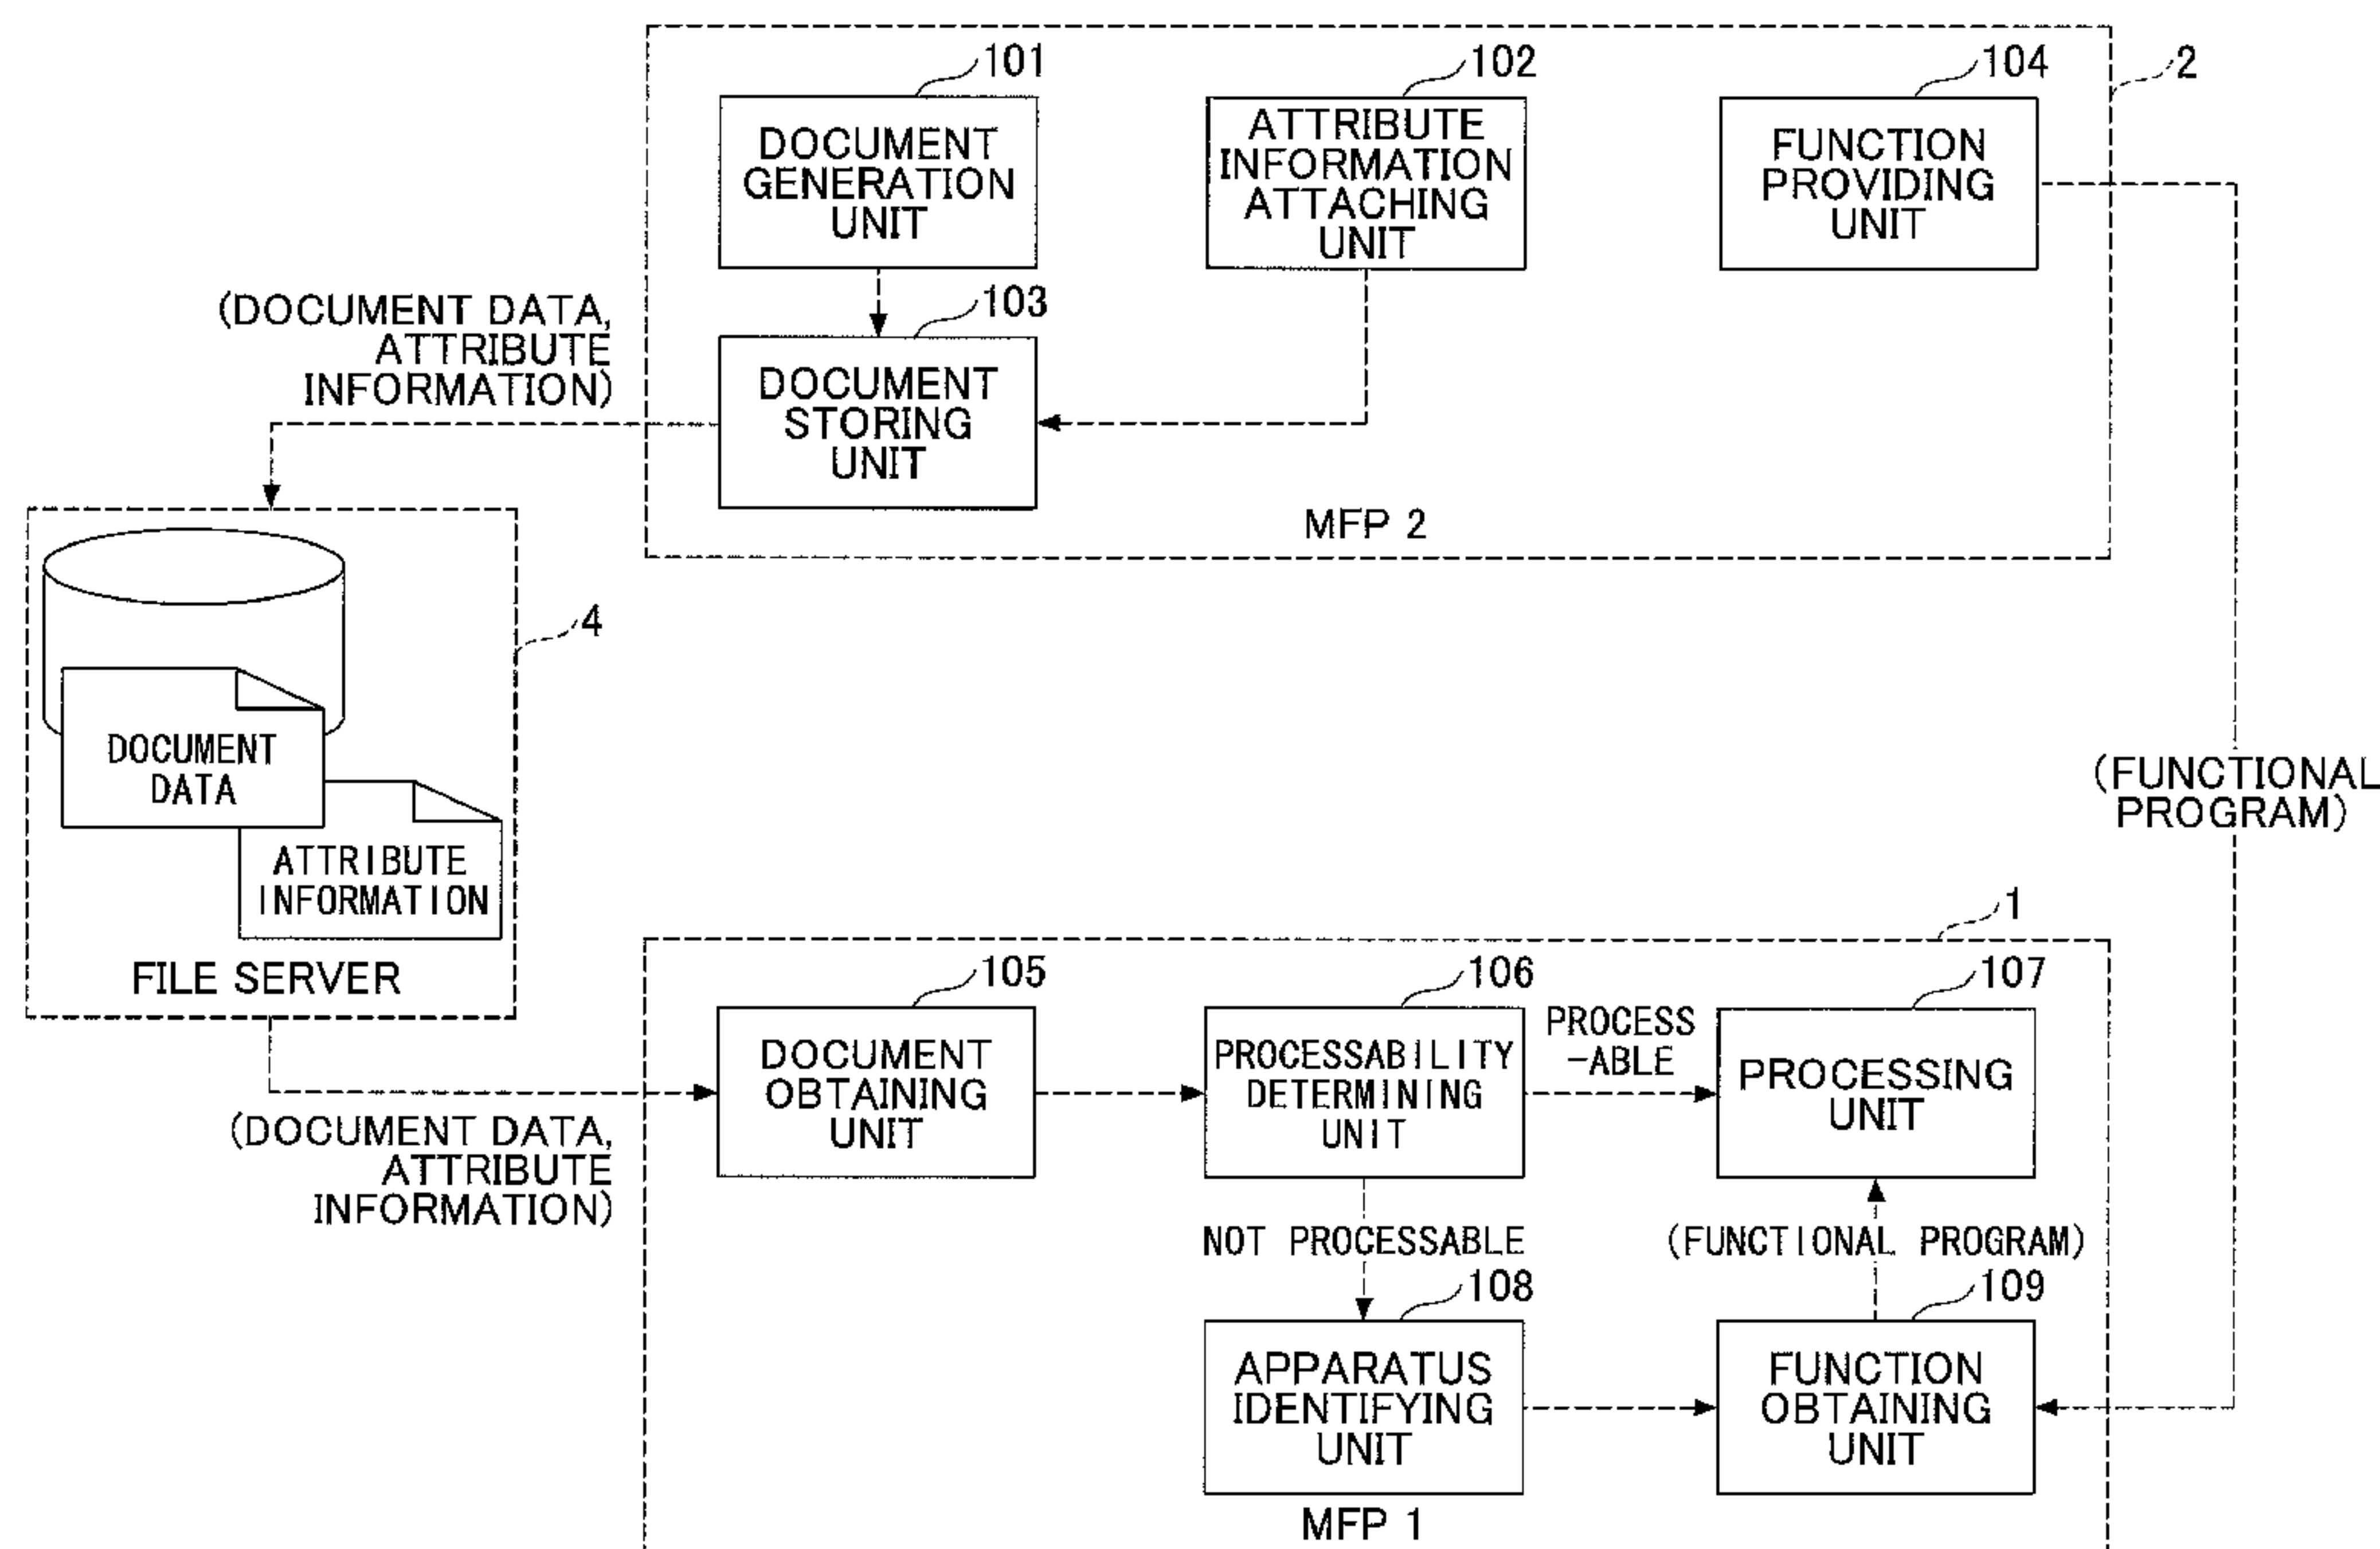 101
102
104
2
DOCUMENT
GENERATION
UNIT
ATTRIBUTE
INFORMATION
ATTACHING
UNIT
FUNCTION
PROVIDING
UNIT
(DOCUMENT DATA,
ATTRIBUTE
INFORMATION)
103
DOCUMENT
STORING
UNIT
MFP 2
4
DOCUMENT
DATA
ATTRIBUTE
INFORMATION
FILE SERVER
(FUNCTIONAL
PROGRAM)
1
105
106
107
DOCUMENT
OBTAINING
UNIT
PROCESSABILITY
DETERMINING
UNIT
PROCESS
-ABLE
PROCESSING
UNIT
(DOCUMENT DATA,
ATTRIBUTE
INFORMATION)
NOT PROCESSABLE
(FUNCTIONAL PROGRAM)
108
109
APPARATUS
IDENTIFYING
UNIT
FUNCTION
OBTAINING
UNIT
MFP 1